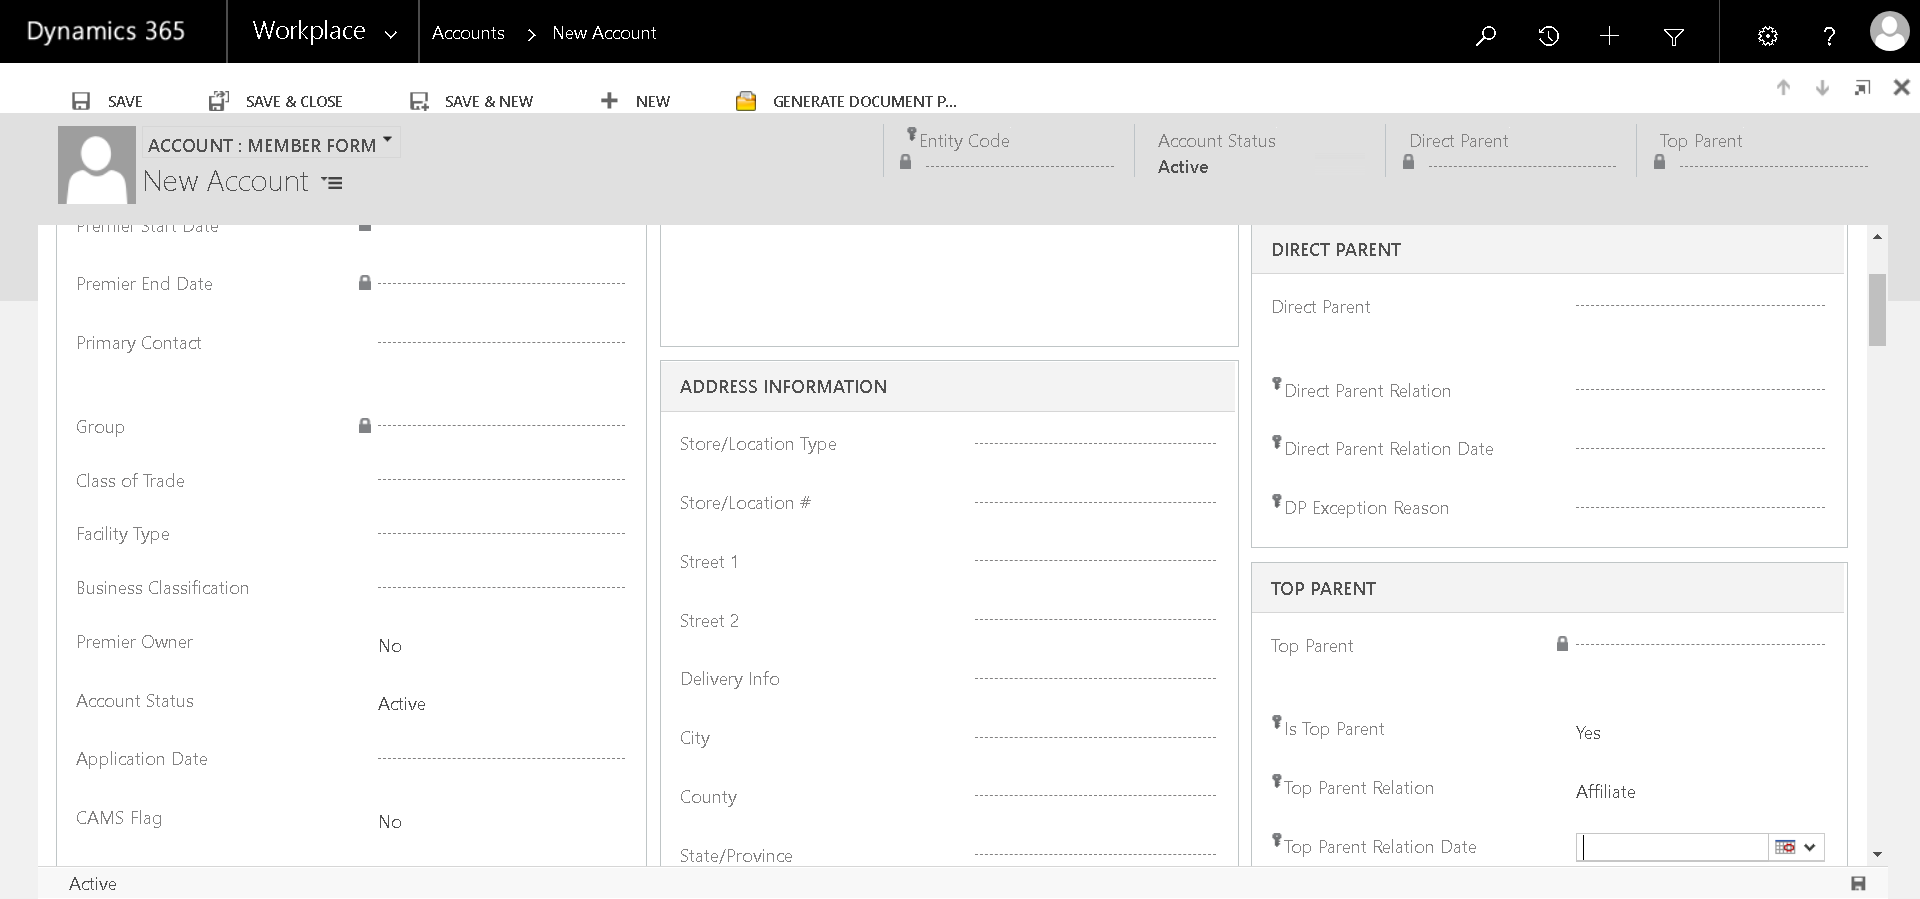 Dynamics 365
Workplace
Accounts > New Account
SAVE
SAVE & CLOSE
SAVE & NEW
NEW
GENERATE DOCUMENT P...
ACCOUNT : MEMBER FORM
New Account
Entity Code
Account Status
Active
Direct Parent
Top Parent
Premier Start Date
Premier End Date
Primary Contact
Group
Class of Trade
Facility Type
Business Classification
Premier Owner
No
Account Status
Active
Application Date
CAMS Flag
No
ADDRESS INFORMATION
Store/Location Type
Store/Location #
Street 1
Street 2
Delivery Info
City
County
State/Province
DIRECT PARENT
Direct Parent
Direct Parent Relation
Direct Parent Relation Date
DP Exception Reason
TOP PARENT
Top Parent
Is Top Parent
Yes
Top Parent Relation
Affiliate
Top Parent Relation Date
Active